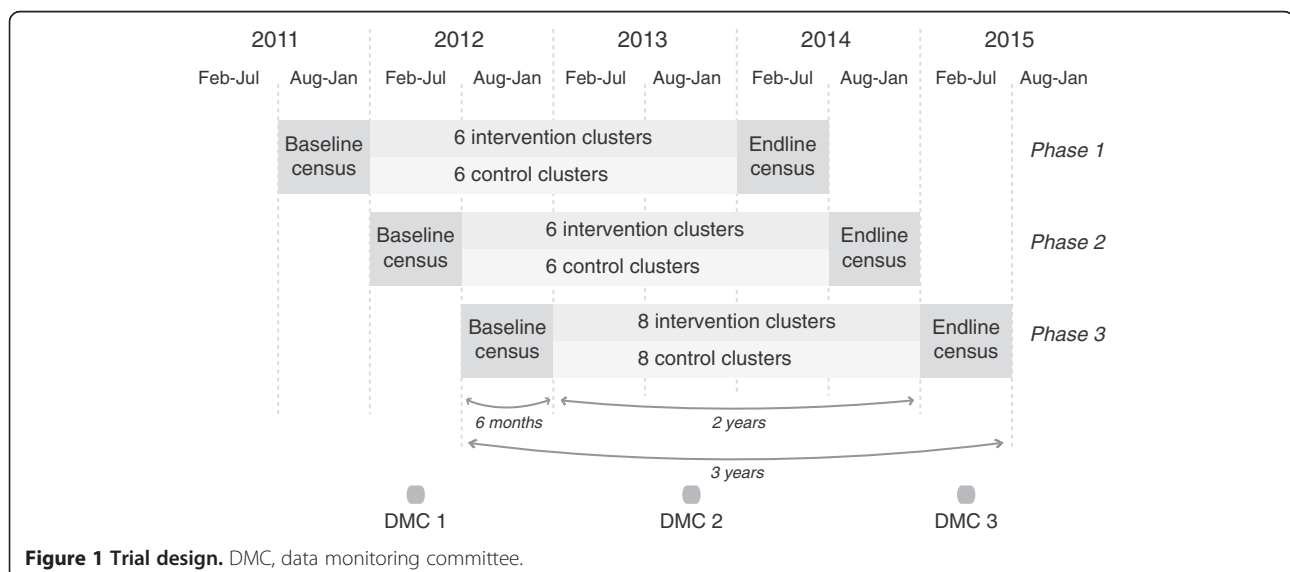 2011 2012 2013 2014 2015
Feb-Jul Aug-Jan Feb-Jul Aug-Jan Feb-Jul Aug-Jan Feb-Jul Aug-Jan Feb-Jul Aug-Jan
Baseline census
6 intervention clusters
6 control clusters
Endline census
Phase 1
Baseline census
6 intervention clusters
6 control clusters
Endline census
Phase 2
Baseline census
8 intervention clusters
8 control clusters
Endline census
Phase 3
6 months 2 years
3 years
DMC 1 DMC 2 DMC 3
Figure 1 Trial design. DMC, data monitoring committee.